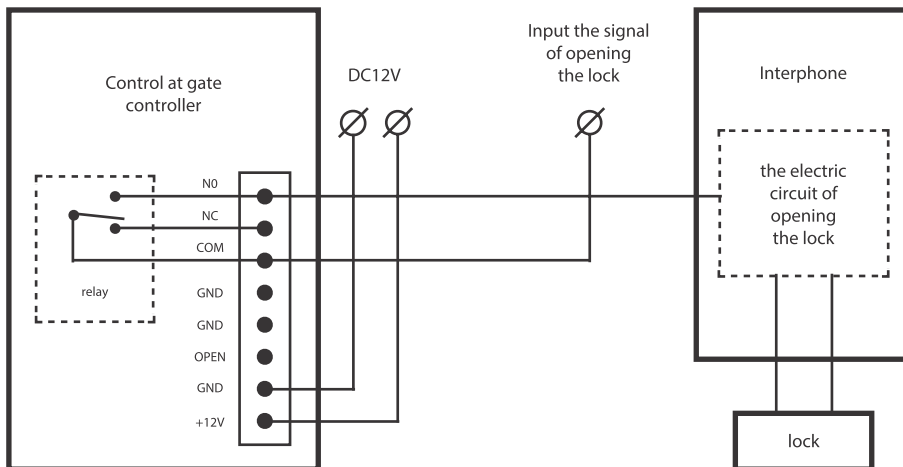 Control at gate
controller
DC12V
Input the signal
of opening
the lock
Interphone
the electric
circuit of
opening
the lock
N0
NC
COM
GND
GND
OPEN
GND
+12V
relay
lock